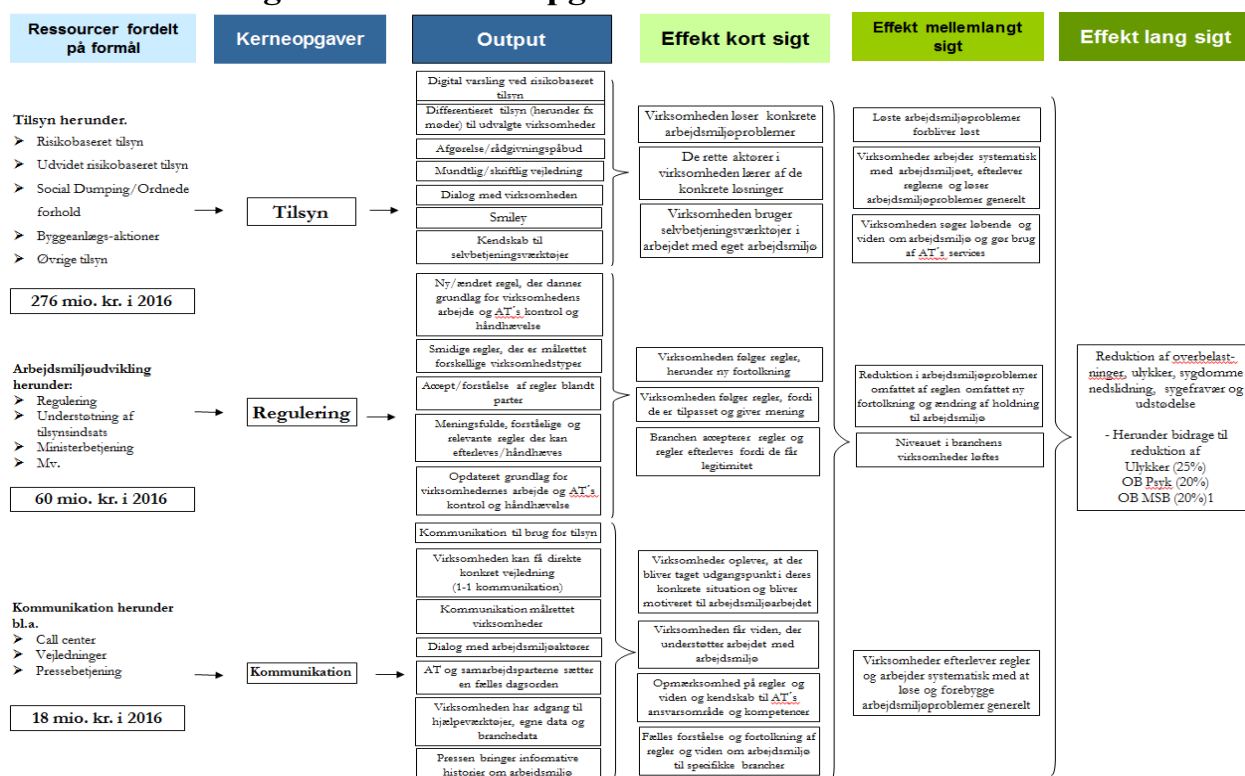 Ressourcer fordelt
på formål
Kerneopgaver
Output
Effekt kort sigt
Effekt mellemlangt
sigt
Effekt lang sigt
Tilsyn herunder.
➢ Risikobaseret tilsyn
➢ Udvidet risikobaseret tilsyn
➢ Social Dumping/Ordnede
forhold
➢ Byggeanlægs-aktioner
➢ Øvrige tilsyn
276 mio. kr. i 2016
Tilsyn
Digital varsling ved risikobaseret
tilsyn
Differentieret tilsyn (herunder fx
møder) til udvalgte virksomheder
Afgørelse/rådgivningspåbud
Mundtlig/skriftlig vejledning
Dialog med virksomheden
Smiley
Kendskab til
selvbetjeningsværktøjer
Virksomheden løser konkrete
arbejdsmiljøproblemer
De rette aktører i
virksomheden lærer af de
konkrete løsninger
Virksomheden bruger
selvbetjeningsværktøjer i
arbejdet med eget arbejdsmiljø
Løste arbejdsmiljøproblemer
forbliver løst
Virksomheder arbejder systematisk
med arbejdsmiljøet, efterlever
reglerne og løser
arbejdsmiljøproblemer generelt
Virksomheden søger løbende og
viden om arbejdsmiljø og gør brug
af AT´s services
Arbejdsmiljøudvikling
herunder:
➢ Regulering
➢ Understøtning af
tilsynsindsats
➢ Ministerbetjening
➢ Mv.
60 mio. kr. i 2016
Regulering
Ny/ændret regel, der danner
grundlag for virksomhedens
arbejde og AT´s kontrol og
håndhævelse
Smidige regler, der er målrettet
forskellige virksomhedstyper
Accept/forståelse af regler blandt
parter
Meningsfulde, forståelige og
relevante regler der kan
efterleves/håndhæves
Opdateret grundlag for
virksomhedernes arbejde og AT´s
kontrol og håndhævelse
Virksomheden følger regler,
herunder ny fortolkning
Virksomheden følger regler, fordi
de er tilpasset og giver mening
Branchen accepterer regler og
regler efterleves fordi de får
legitimitet
Reduktion i arbejdsmiljøproblemer
omfattet af reglen omfattet ny
fortolkning og ændring af holdning
til arbejdsmiljø
Niveauet i branchens
virksomheder løftes
Reduktion af overbelast-
ninger, ulykker, sygdomme
nedslidning, sygefravær og
udstødelse
- Herunder bidrage til
reduktion af
Ulykker (25%)
OB Psyk (20%)
OB MSB (20%)1
Kommunikation herunder
bl.a.
➢ Call center
➢ Vejledninger
➢ Pressebetjening
18 mio. kr. i 2016
Kommunikation
Kommunikation til brug for tilsyn
Virksomheden kan få direkte
konkret vejledning
(1-1 kommunikation)
Kommunikation målrettet
virksomheder
Dialog med arbejdsmiljøaktører
AT og samarbejdsparterne sætter
en fælles dagsorden
Virksomheden har adgang til
hjælpeværktøjer, egne data og
branchedata
Pressen bringer informative
historier om arbejdsmiljø
Virksomheder oplever, at der
bliver taget udgangspunkt i deres
konkrete situation og bliver
motiveret til arbejdsmiljøarbejdet
Virksomheden får viden, der
understøtter arbejdet med
arbejdsmiljø
Opmærksomhed på regler og
viden og kendskab til AT´s
ansvarsområde og kompetencer
Fælles forståelse og fortolkning af
regler og viden om arbejdsmiljø
til specifikke brancher
Virksomheder efterlever regler
og arbejder systematisk med at
løse og forebygge
arbejdsmiljøproblemer generelt